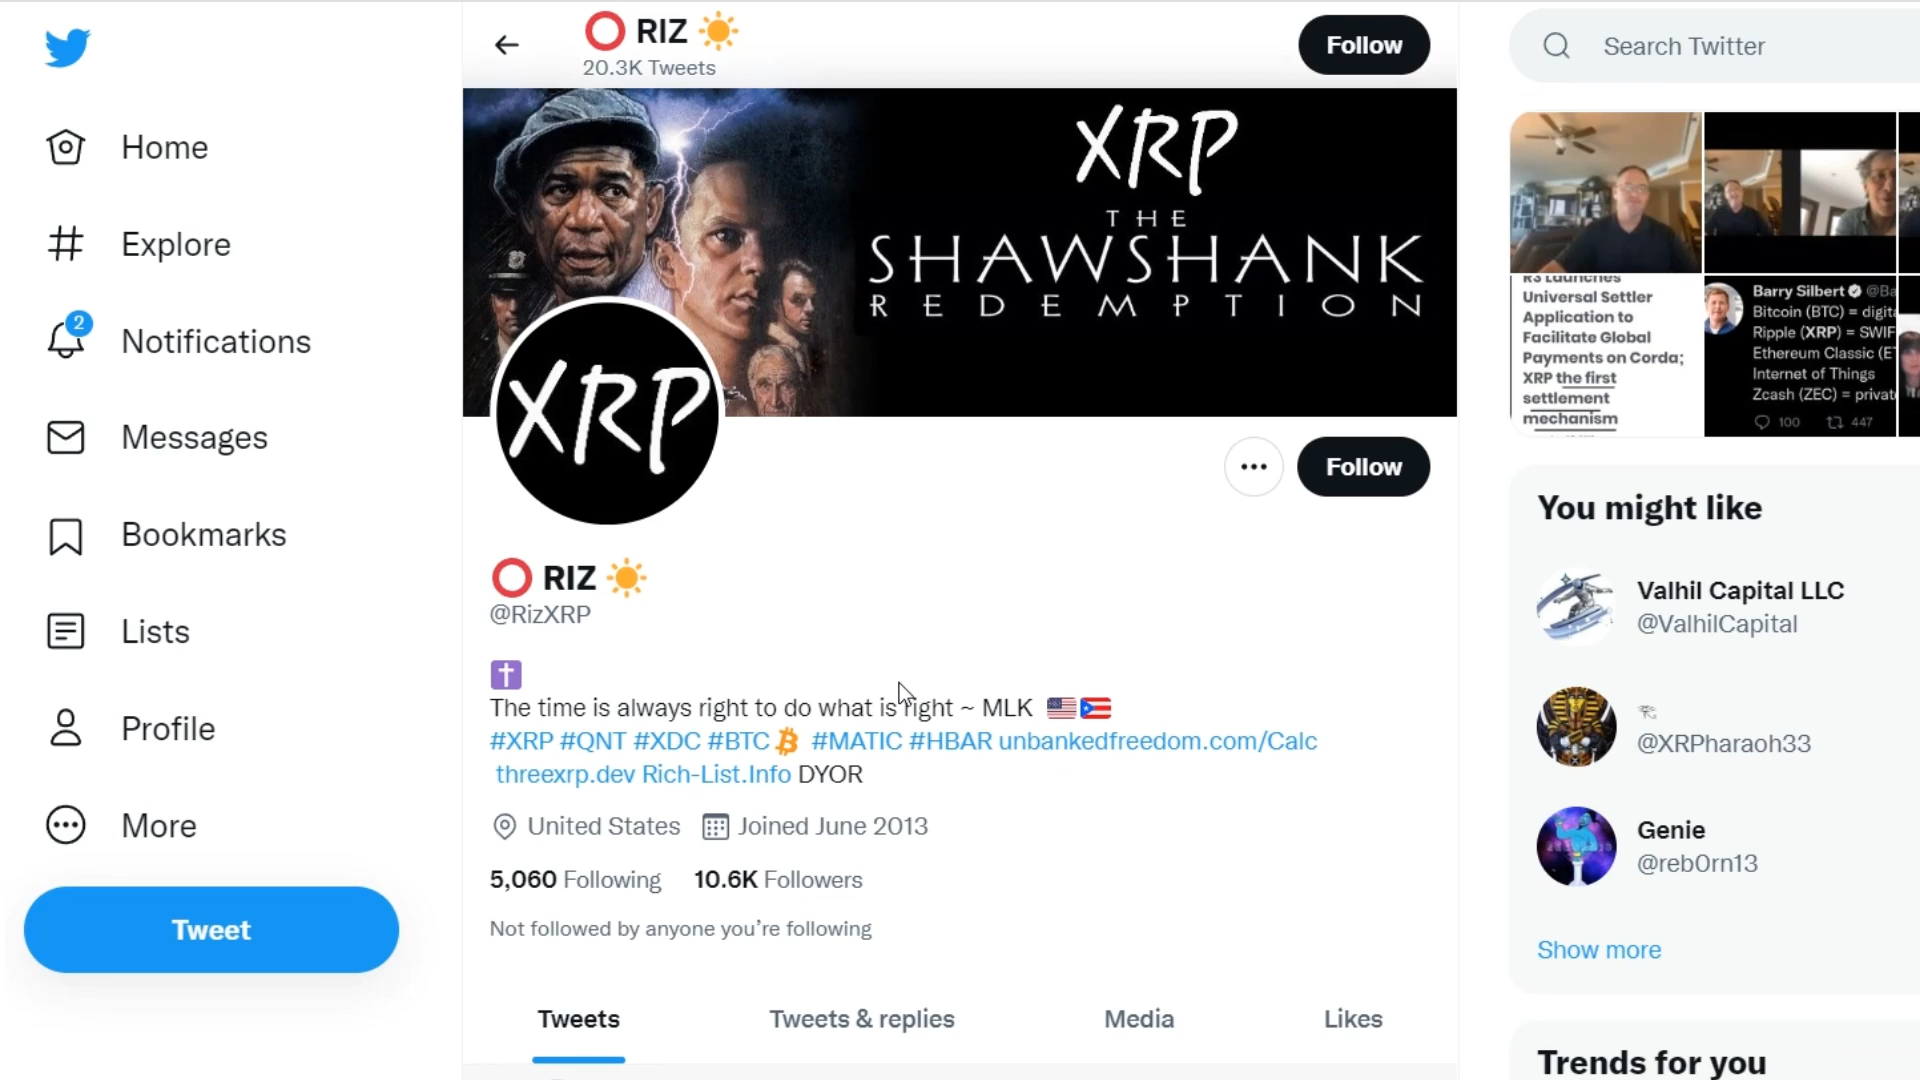 RIZ
20.3K Tweets
Follow
Search Twitter
Home
Explore
2
Notifications
Messages
Bookmarks
Lists
Profile
More
Tweet
XRP
THE
SHAWSHANK
REDEMPTION
XRP
Follow
RIZ
@RizXRP
The time is always right to do what is right ~ MLK
#XRP #QNT #XDC #BTC #MATIC #HBAR unbankedfreedom.com/Calc
threexrp.dev Rich-List.Info DYOR
United States Joined June 2013
5,060 Following 10.6K Followers
Not followed by anyone you're following
Tweets
Tweets & replies
Media
Likes
R3 Launches
Universal Settler
Application to
Facilitate Global
Payments on Corda;
XRP the first
settlement
mechanism
Barry Silbert @Ba
Bitcoin (BTC) = digit
Ripple (XRP) = SWIF
Ethereum Classic (E
Internet of Things
Zcash (ZEC) = privat
100 447
You might like
Valhil Capital LLC
@ValhilCapital
@XRPharaoh33
Genie
@reb0rn13
Show more
Trends for you